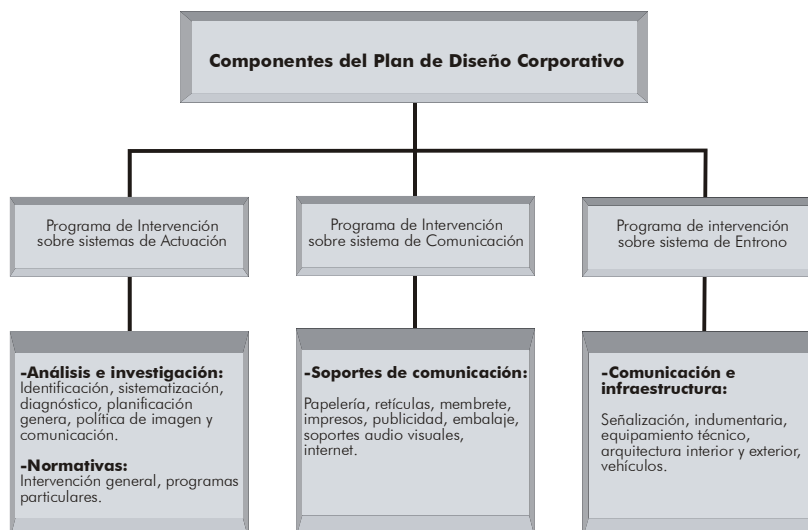 Componentes del Plan de Diseño Corporativo
Programa de Intervención
sobre sistemas de Actuación
Programa de Intervención
sobre sistema de Comunicación
Programa de intervención
sobre sistema de Entrono
-Análisis e investigación:
Identificación, sistematización,
diagnóstico, planificación
genera, política de imagen y
comunicación.
-Normativas:
Intervención general, programas
particulares.
-Soportes de comunicación:
Papelería, retículas, membrete,
impresos, publicidad, embalaje,
soportes audio visuales,
internet.
-Comunicación e
infraestructura:
Señalización, indumentaria,
equipamiento técnico,
arquitectura interior y exterior,
vehículos.